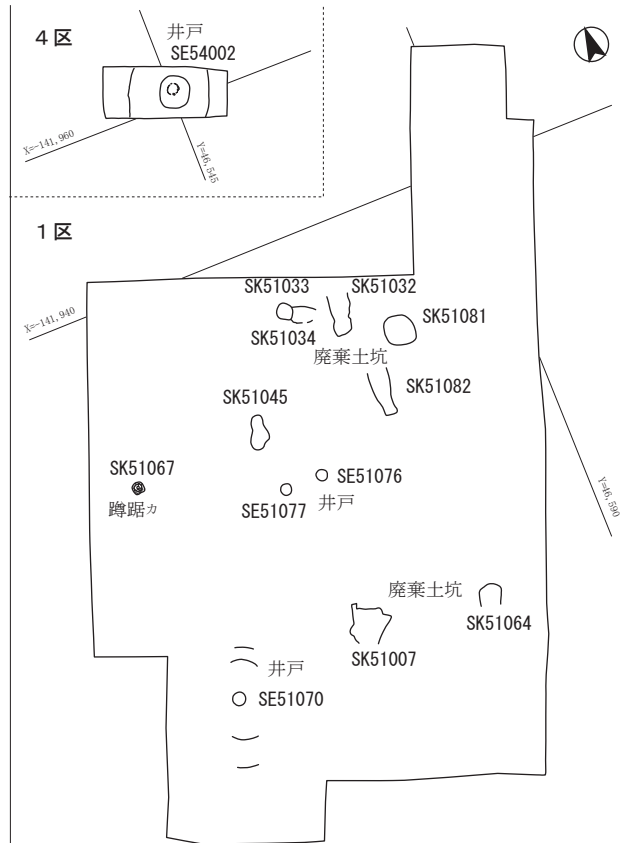 4区
井戸
SE54002
X=-141,960
Y=46,545
1区
X=-141,940
SK51033
SK51032
SK51034
SK51081
廃棄土坑
SK51082
SK51045
SK51067
蹲踞ヵ
SE51076
SE51077
井戸
Y=46,590
廃棄土坑
SK51064
SK51007
井戸
SE51070